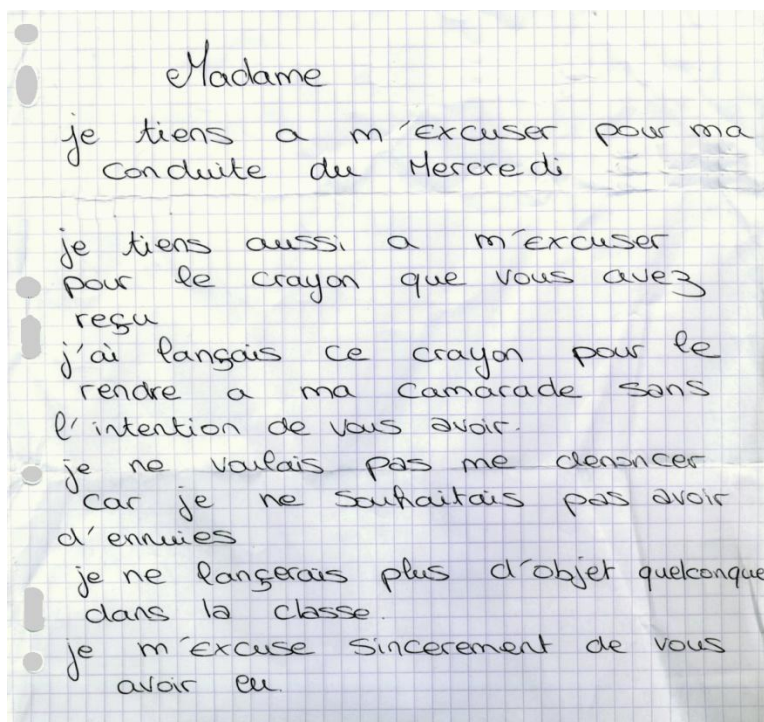 Madame
je tiens a m'excuser pour ma
conduite du Mercredi
je tiens aussi a m'excuser
pour le crayon que vous avez
reçu
j'ai lançais ce crayon pour le
rendre a ma camarade sans
l'intention de vous avoir.
je ne voulais pas me denoncer
car je ne souhaitais pas avoir
d'ennuies
je ne lançerais plus d'objet quelconque
dans la classe.
je m'excuse sincerement de vous
avoir eu.